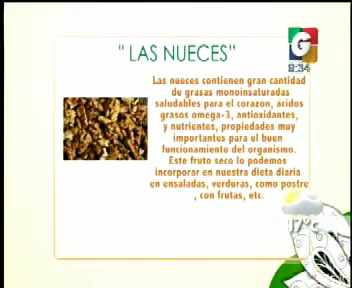 " LAS NUECES"
G
8:34
Las nueces contienen gran cantidad
de grasas monoinsaturadas
saludables para el corazon, ácidos
grasos omega-3, antioxidantes,
y nutrientes, propiedades muy
importantes para el buen
funcionamiento del organismo.
Este fruto seco lo podemos
incorporar en nuestra dieta diaria
en ensaladas, verduras, como postre
, con frutas, etc.
17°C